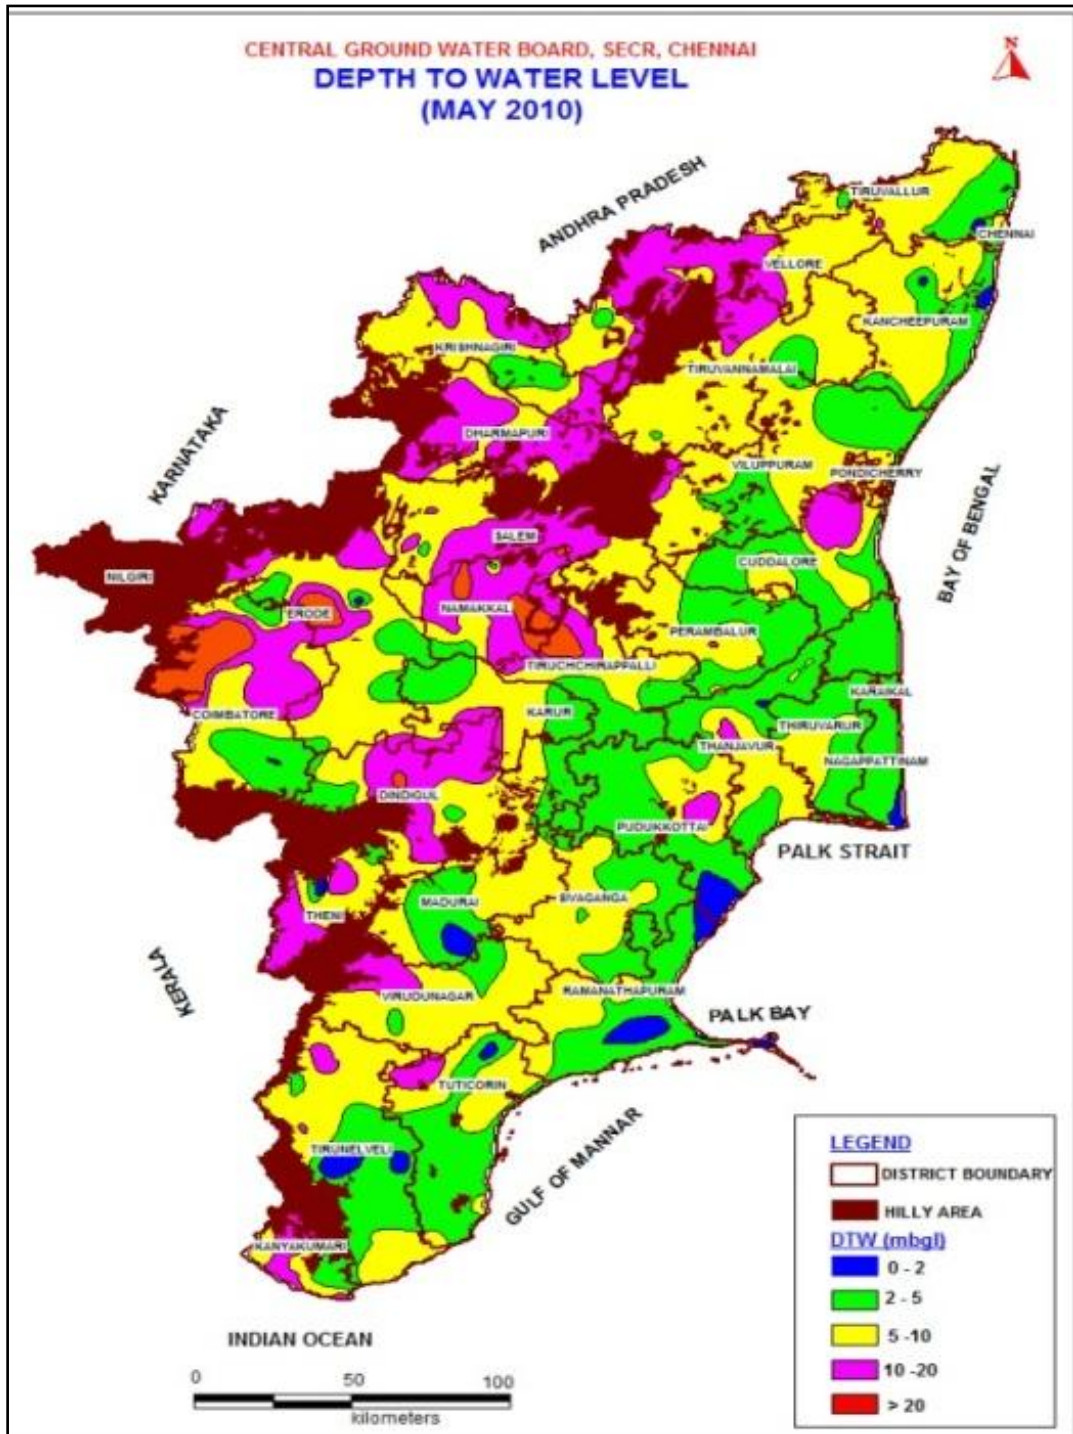 CENTRAL GROUND WATER BOARD, SECR, CHENNAI
DEPTH TO WATER LEVEL
(MAY 2010)
N
ANDHRA PRADESH
TIRUVALLUR
CHENNAI
VELLORE
KANCHEEPURAM
KRISHNAGIRI
TIRUVANNAMALAI
KARNATAKA
DHARMAPURI
VILUPPURAM
PONDICHERRY
BAY OF BENGAL
SALEM
CUDDALORE
NILGIRI
ERODE
NAMAKKAL
PERAMBALUR
TIRUCHCHIRAPPALLI
KARAIKAL
COIMBATORE
KARUR
THIRUVARUR
THANJAVUR
NAGAPPATTINAM
DINDIGUL
PUDUKKOTTAI
PALK STRAIT
MADURAI
SIVAGANGA
THENI
KERALA
VIRUDUNAGAR
RAMANATHAPURAM
PALK BAY
TUTICORIN
TIRUNELVELI
GULF OF MANNAR
KANYAKUMARI
INDIAN OCEAN
0 50 100
kilometers
LEGEND
DISTRICT BOUNDARY
HILLY AREA
DTW (mbgl)
0 - 2
2 - 5
5 -10
10 -20
> 20